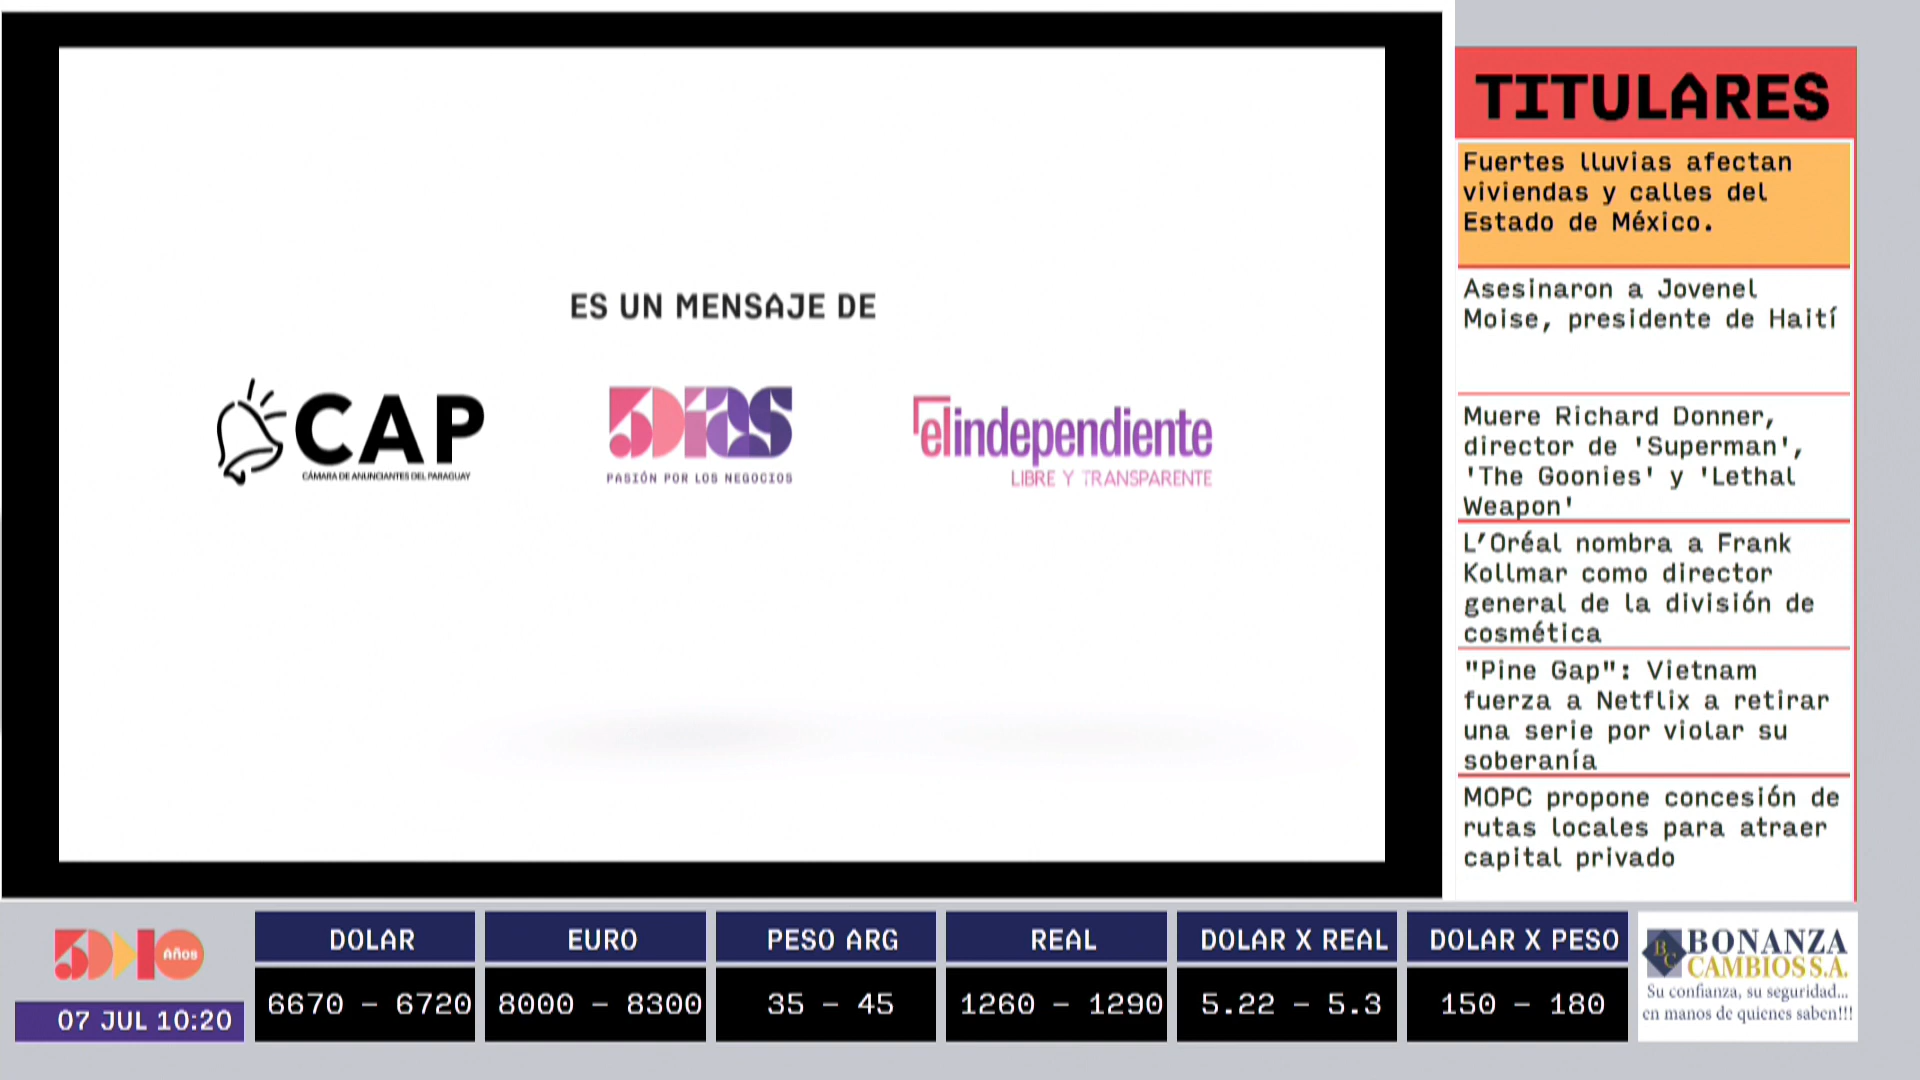 ES UN MENSAJE DE
CAP
CÁMARA DE ANUNCIANTES DEL PARAGUAY
5Días
PASIÓN POR LOS NEGOCIOS
elindependiente
LIBRE Y TRANSPARENTE
TITULARES
Fuertes lluvias afectan
viviendas y calles del
Estado de México.
Asesinaron a Jovenel
Moise, presidente de Haití
Muere Richard Donner,
director de 'Superman',
'The Goonies' y 'Lethal
Weapon'
L’Oréal nombra a Frank
Kollmar como director
general de la división de
cosmética
"Pine Gap": Vietnam
fuerza a Netflix a retirar
una serie por violar su
soberanía
MOPC propone concesión de
rutas locales para atraer
capital privado
5D 10 Años
07 JUL 10:20
DOLAR
6670 - 6720
EURO
8000 - 8300
PESO ARG
35 - 45
REAL
1260 - 1290
DOLAR X REAL
5.22 - 5.3
DOLAR X PESO
150 - 180
BC
BONANZA
CAMBIOS S.A.
Su confianza, su seguridad...
en manos de quienes saben!!!